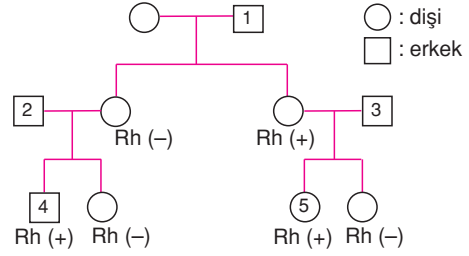 1
: dişi
: erkek
2
3
Rh (–)
Rh (+)
4
5
Rh (+)
Rh (–)
Rh (+)
Rh (–)